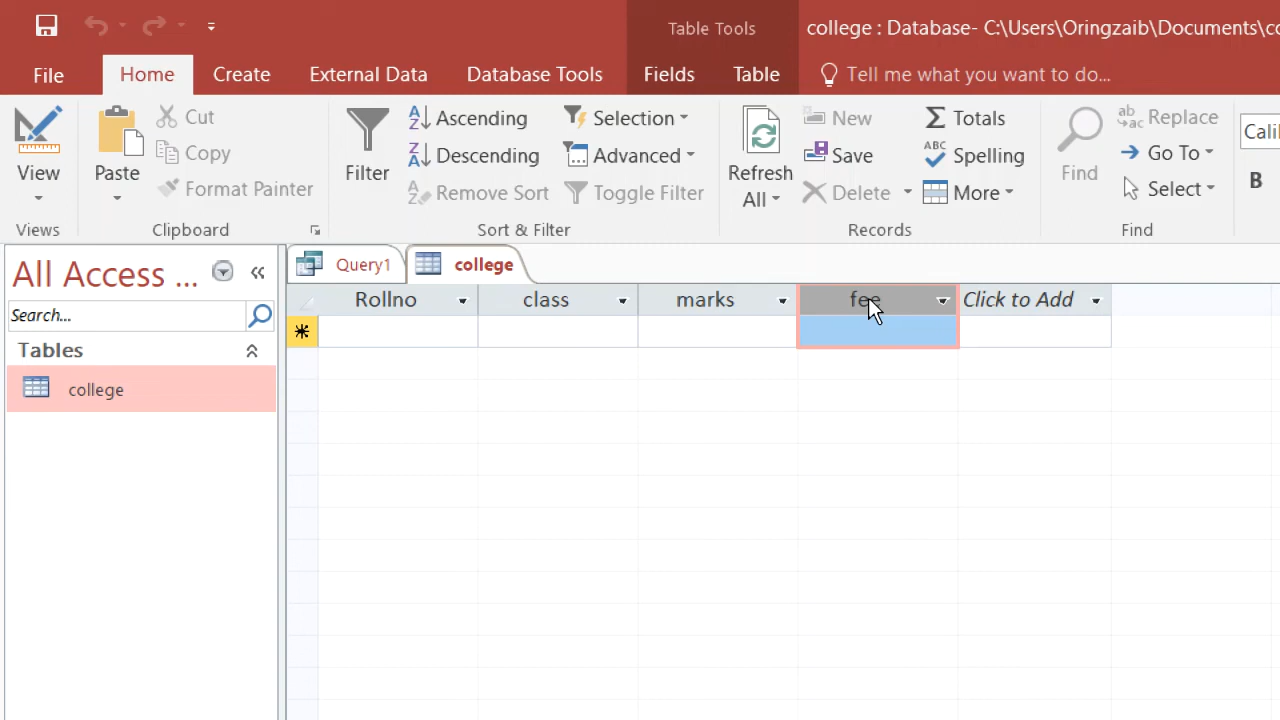 Table Tools
college : Database- C:\Users\Oringzaib\Documents\
File Home Create External Data Database Tools Fields Table Tell me what you want to do...
View
Views
Paste
Cut
Copy
Format Painter
Clipboard
Filter
Ascending
Descending
Remove Sort
Selection
Advanced
Toggle Filter
Sort & Filter
Refresh
All
New
Save
Delete
Totals
Spelling
More
Records
Find
Replace
Go To
Select
Find
B
All Access ...
Search...
Tables
college
Query1 college
Rollno class marks fee Click to Add